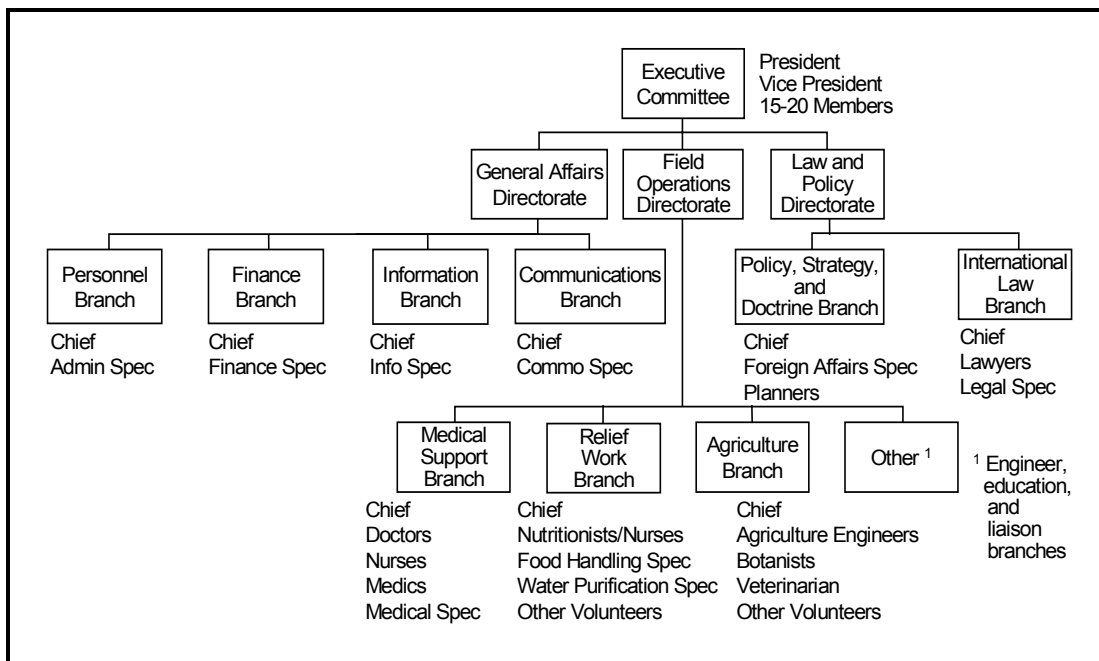 Executive
Committee
President
Vice President
15-20 Members
General Affairs
Directorate
Field
Operations
Directorate
Law and
Policy
Directorate
Personnel
Branch
Chief
Admin Spec
Finance
Branch
Chief
Finance Spec
Information
Branch
Chief
Info Spec
Communications
Branch
Chief
Commo Spec
Policy, Strategy,
and
Doctrine Branch
Chief
Foreign Affairs Spec
Planners
International
Law
Branch
Chief
Lawyers
Legal Spec
Medical
Support
Branch
Chief
Doctors
Nurses
Medics
Medical Spec
Relief
Work
Branch
Chief
Nutritionists/Nurses
Food Handling Spec
Water Purification Spec
Other Volunteers
Agriculture
Branch
Chief
Agriculture Engineers
Botanists
Veterinarian
Other Volunteers
Other 1
1 Engineer,
education,
and
liaison
branches